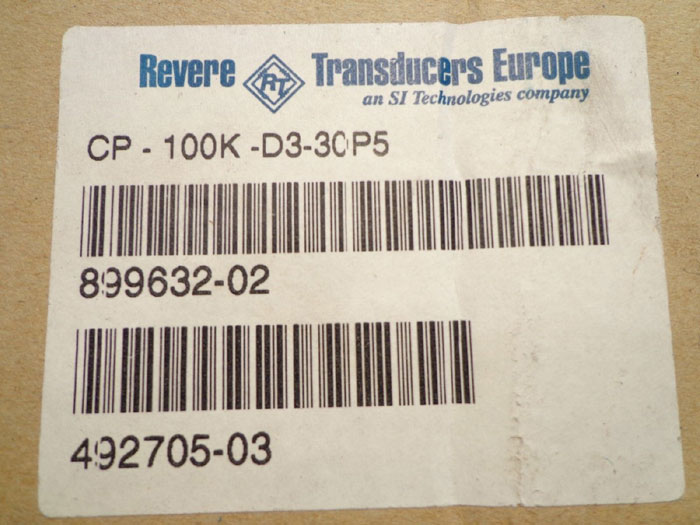 Revere RT Transducers Europe
an SI Technologies company
CP - 100K -D3-30P5
899632-02
492705-03